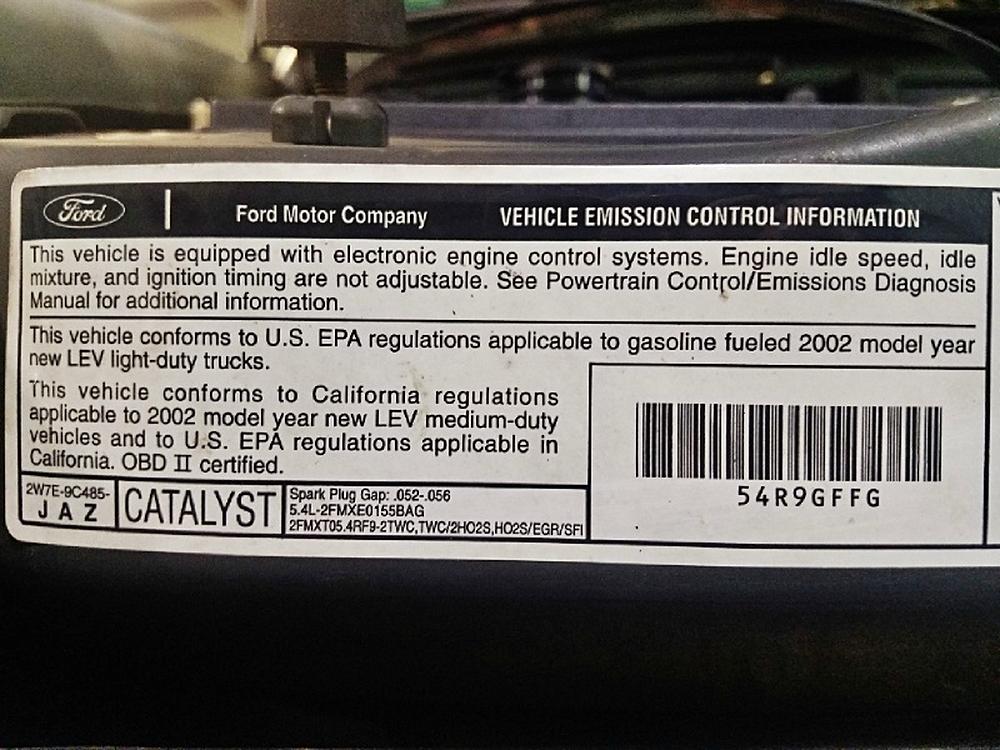 Ford
Ford Motor Company VEHICLE EMISSION CONTROL INFORMATION
This vehicle is equipped with electronic engine control systems. Engine idle speed, idle
mixture, and ignition timing are not adjustable. See Powertrain Control/Emissions Diagnosis
Manual for additional information.
This vehicle conforms to U.S. EPA regulations applicable to gasoline fueled 2002 model year
new LEV light-duty trucks.
This vehicle conforms to California regulations
applicable to 2002 model year new LEV medium-duty
vehicles and to U.S. EPA regulations applicable in
California. OBD II certified.
2W7E-9C485-
JAZ
CATALYST
Spark Plug Gap: .052-.056
5.4L-2FMXE0155BAG
2FMXT05.4RF9-2TWC,TWC/2HO2S,HO2S/EGR/SFI
54R9GFFG